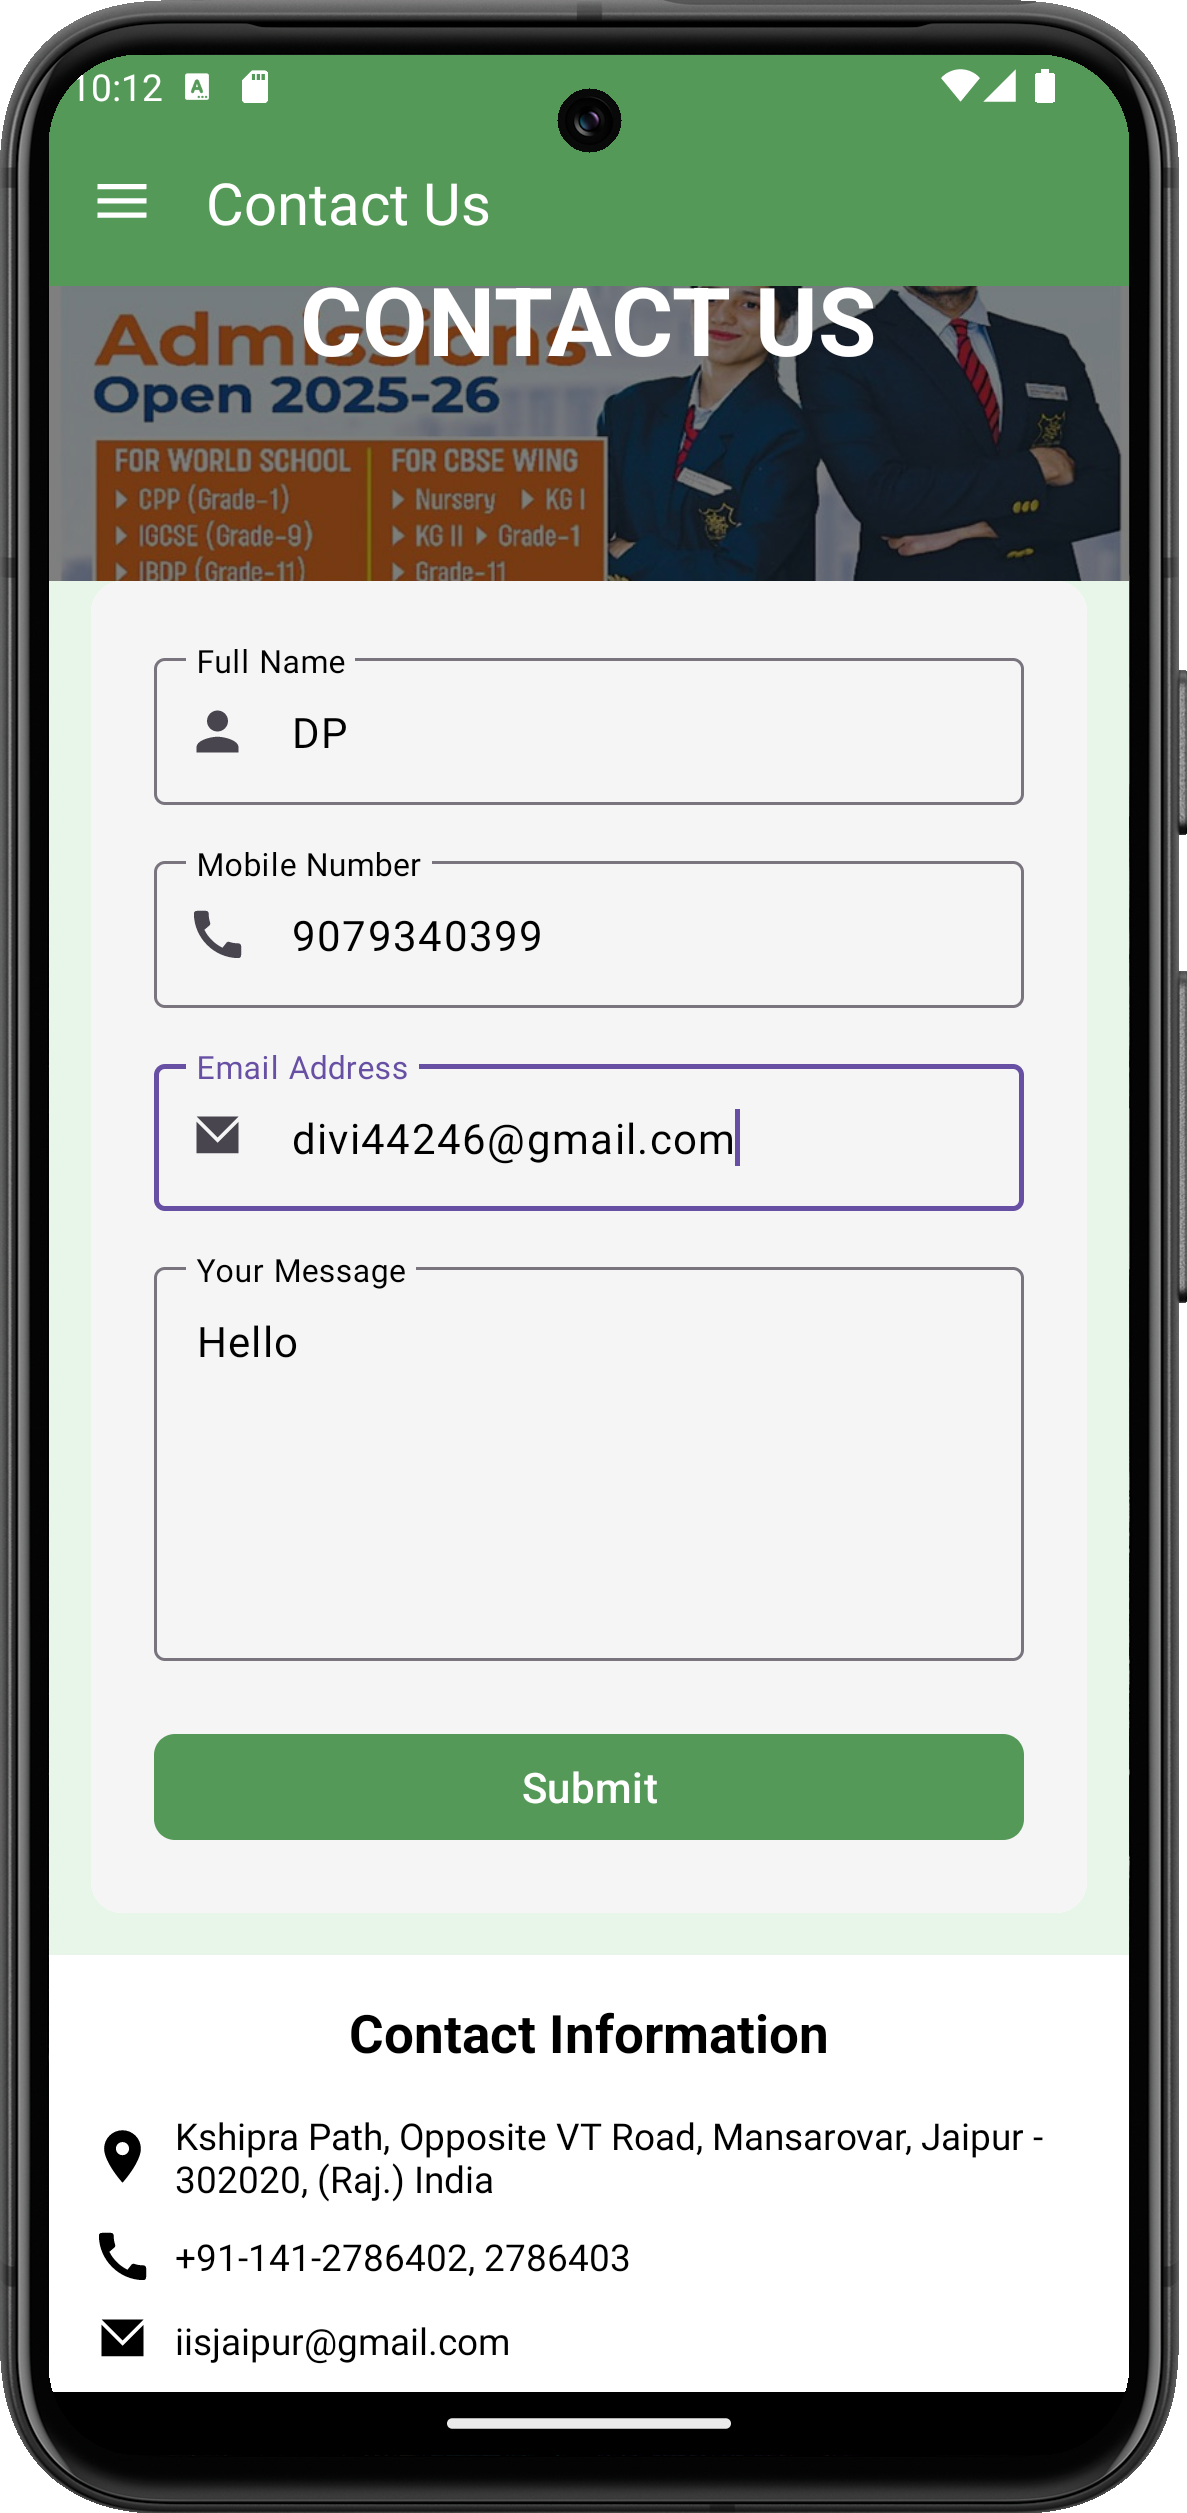 10:12
Contact Us
CONTACT US
Admissions
Open 2025-26
FOR WORLD SCHOOL
CPP (Grade-1)
IGCSE (Grade-9)
IBDP (Grade-11)
FOR CBSE WING
Nursery KG I
KG II Grade-1
Grade-11
Full Name
DP
Mobile Number
9079340399
Email Address
divi44246@gmail.com
Your Message
Hello
Submit
Contact Information
Kshipra Path, Opposite VT Road, Mansarovar, Jaipur -
302020, (Raj.) India
+91-141-2786402, 2786403
iisjaipur@gmail.com